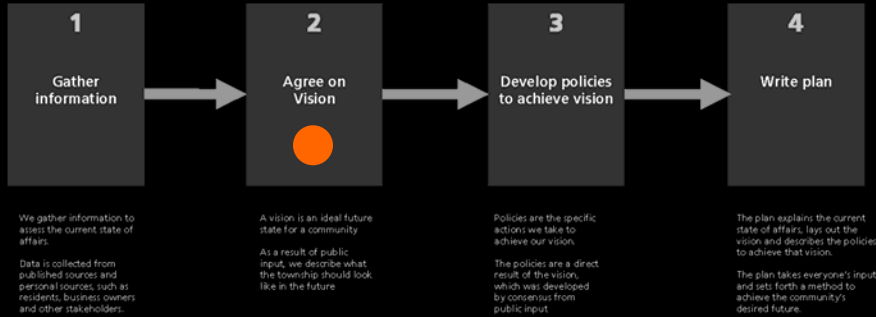 1
Gather
information
2
Agree on
Vision
3
Develop policies
to achieve vision
4
Write plan
We gather information to
assess the current state of
affairs.
Data is collected from
published sources and
personal sources, such as
residents, business owners
and other stakeholders.
A vision is an ideal future
state for a community
As a result of public
input, we describe what
the township should look
like in the future
Policies are the specific
actions we take to
achieve our vision.
The policies are a direct
result of the vision,
which was developed
by consensus from
public input
The plan explains the current
state of affairs, lays out the
vision and describes the policies
to achieve that vision.
The plan takes everyone's input
and sets forth a method to
achieve the community's
desired future.